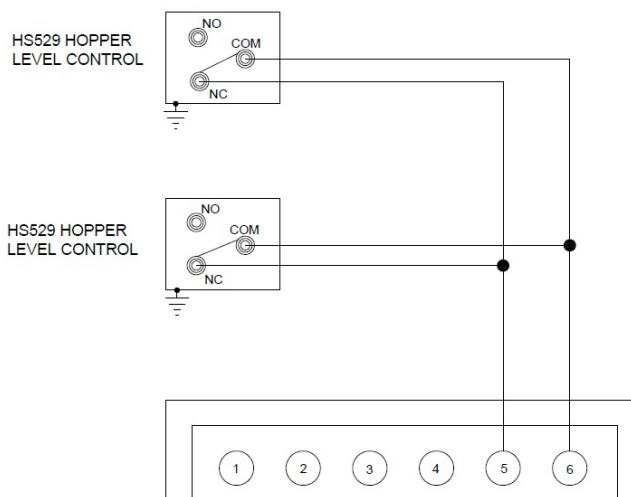 HS529 HOPPER
LEVEL CONTROL
NO
COM
NC
HS529 HOPPER
LEVEL CONTROL
NO
COM
NC
1 2 3 4 5 6